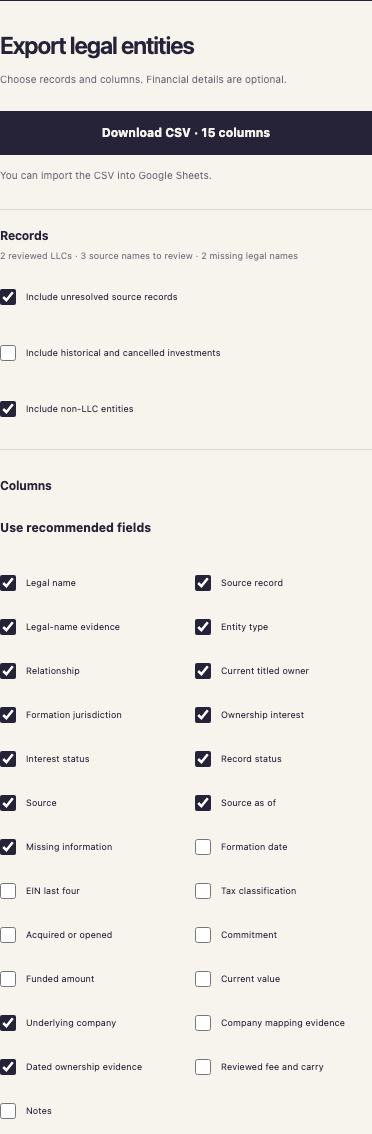 Export legal entities
Choose records and columns. Financial details are optional.
Download CSV · 15 columns
You can import the CSV into Google Sheets.
Records
2 reviewed LLCs · 3 source names to review · 2 missing legal names
Include unresolved source records
Include historical and cancelled investments
Include non-LLC entities
Columns
Use recommended fields
Legal name
Source record
Legal-name evidence
Entity type
Relationship
Current titled owner
Formation jurisdiction
Ownership interest
Interest status
Record status
Source
Source as of
Missing information
Formation date
EIN last four
Tax classification
Acquired or opened
Commitment
Funded amount
Current value
Underlying company
Company mapping evidence
Dated ownership evidence
Reviewed fee and carry
Notes